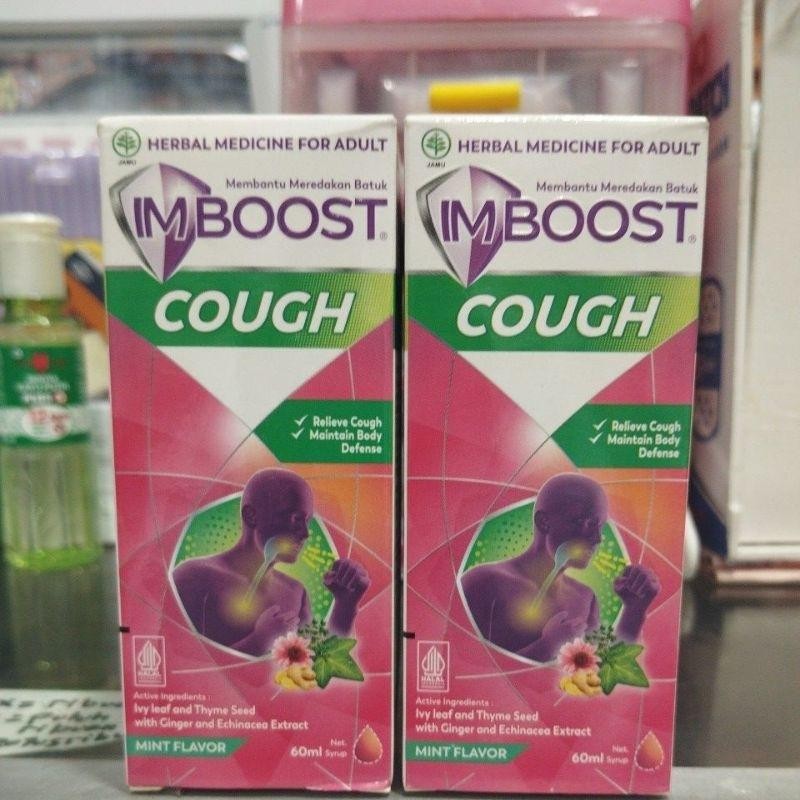 HERBAL MEDICINE FOR ADULT
JAMU
Membantu Meredakan Batuk
IMBOOST®
COUGH
✓ Relieve Cough
✓ Maintain Body
Defense
HALAL
Active Ingredients :
Ivy leaf and Thyme Seed
with Ginger and Echinacea Extract
MINT FLAVOR
Net.
60ml Syrup
HERBAL MEDICINE FOR ADULT
JAMU
Membantu Meredakan Batuk
IMBOOST®
COUGH
✓ Relieve Cough
✓ Maintain Body
Defense
HALAL
Active Ingredients :
Ivy leaf and Thyme Seed
with Ginger and Echinacea Extract
MINT FLAVOR
Net.
60ml Syrup